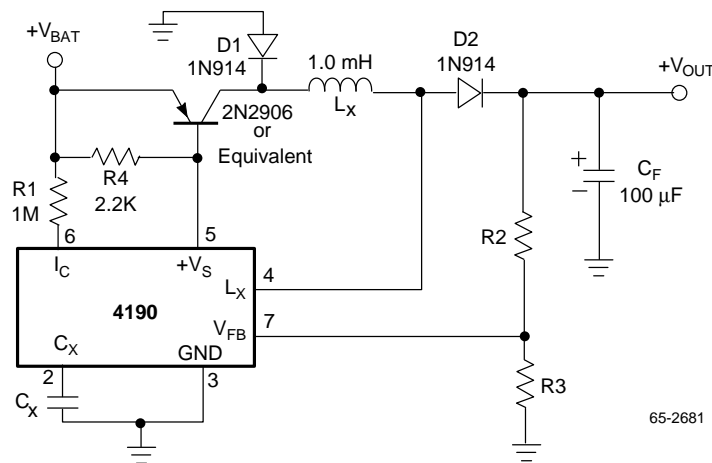 +VBAT
D1
1N914
1.0 mH
LX
D2
1N914
+VOUT
2N2906
or
Equivalent
R4
2.2K
R1
1M
6
5
IC
+VS
4
LX
4190
7
VFB
CX
GND
2
3
CX
R2
R3
+
–
CF
100 µF
65-2681